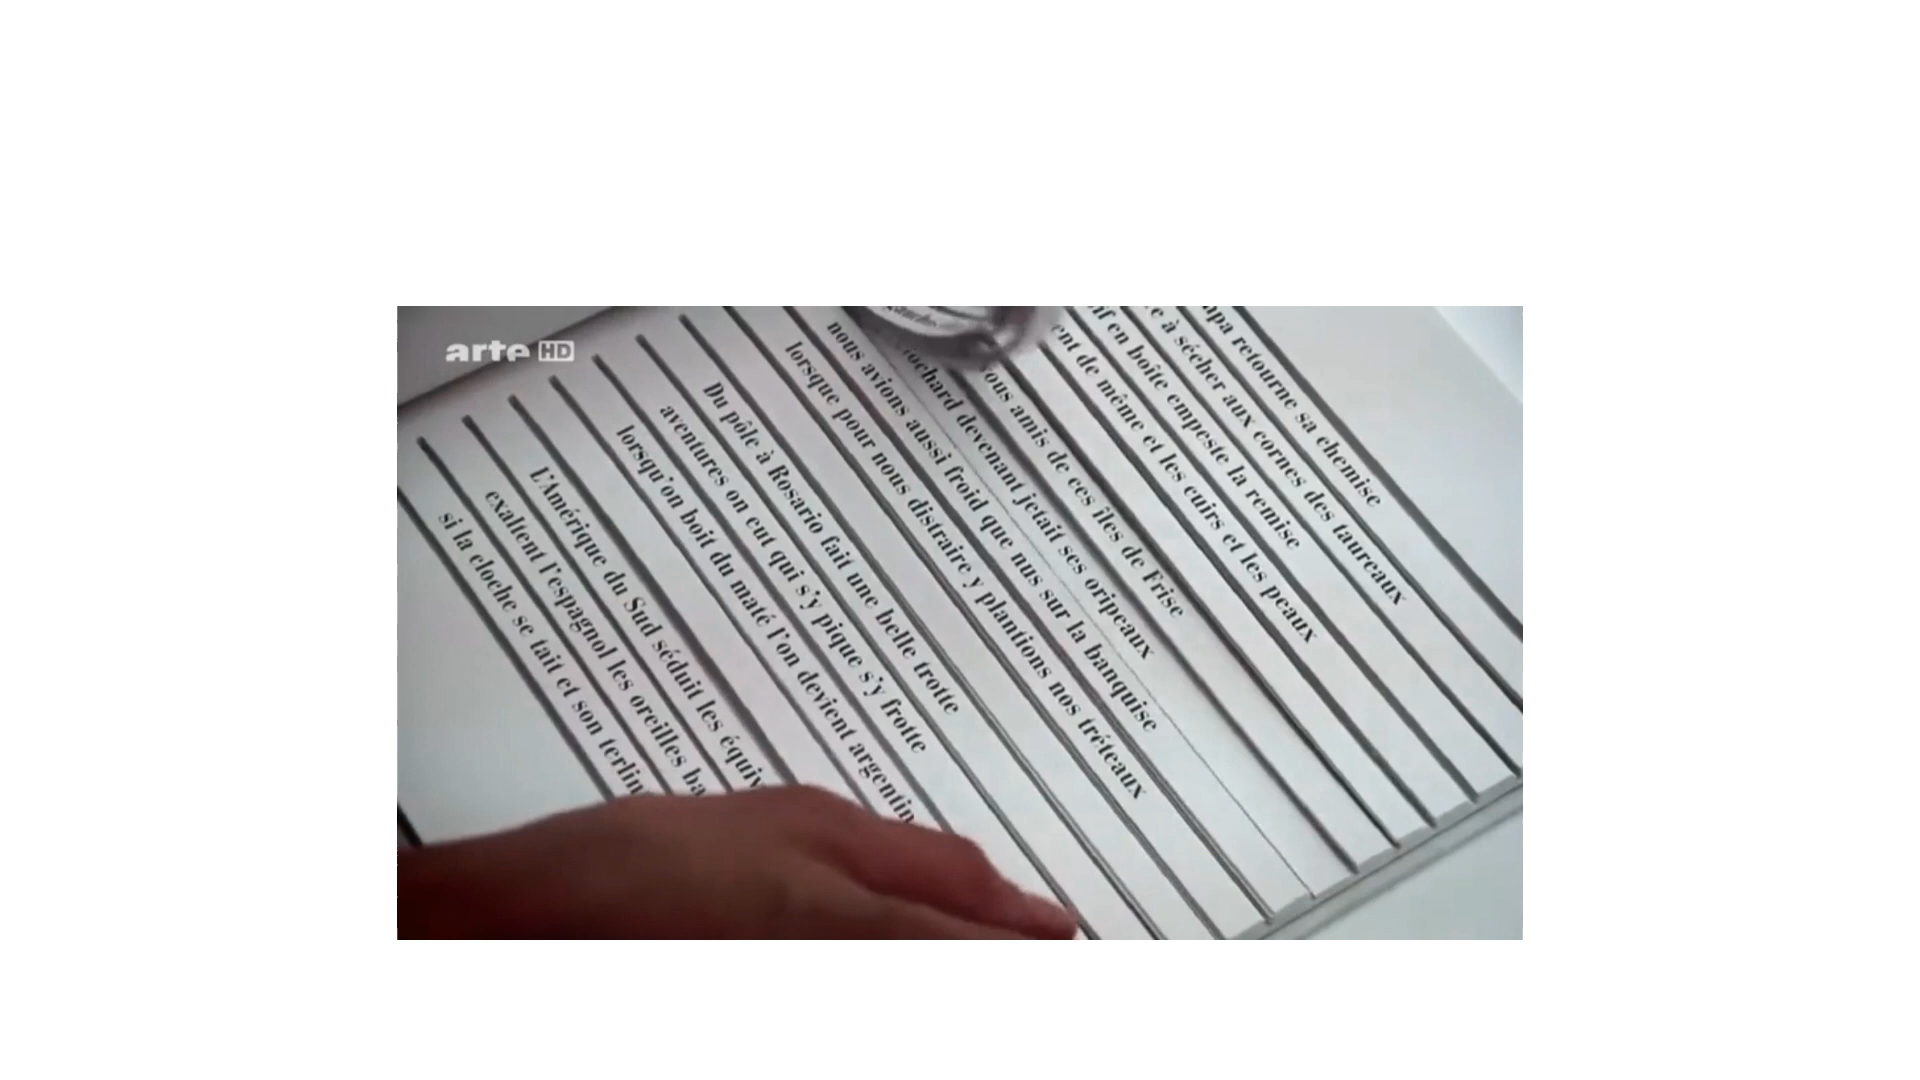 arte HD
retourne sa chemise
à sécher aux cornes des taureaux
en boîte empeste la remise
de même et les cuirs et les peaux
amis de ces îles de Frise
devenant jetait ses oripeaux
nous avions aussi froid que nus sur la banquise
lorsque pour nous distraire y plantions nos tréteaux
Du pôle à Rosario fait une belle trotte
aventures on eut qui s'y pique s'y frotte
lorsqu'on boit du maté l'on devient argentin
L'Amérique du Sud séduit les
exaltent l'espagnol les oreilles
si la cloche se tait et son